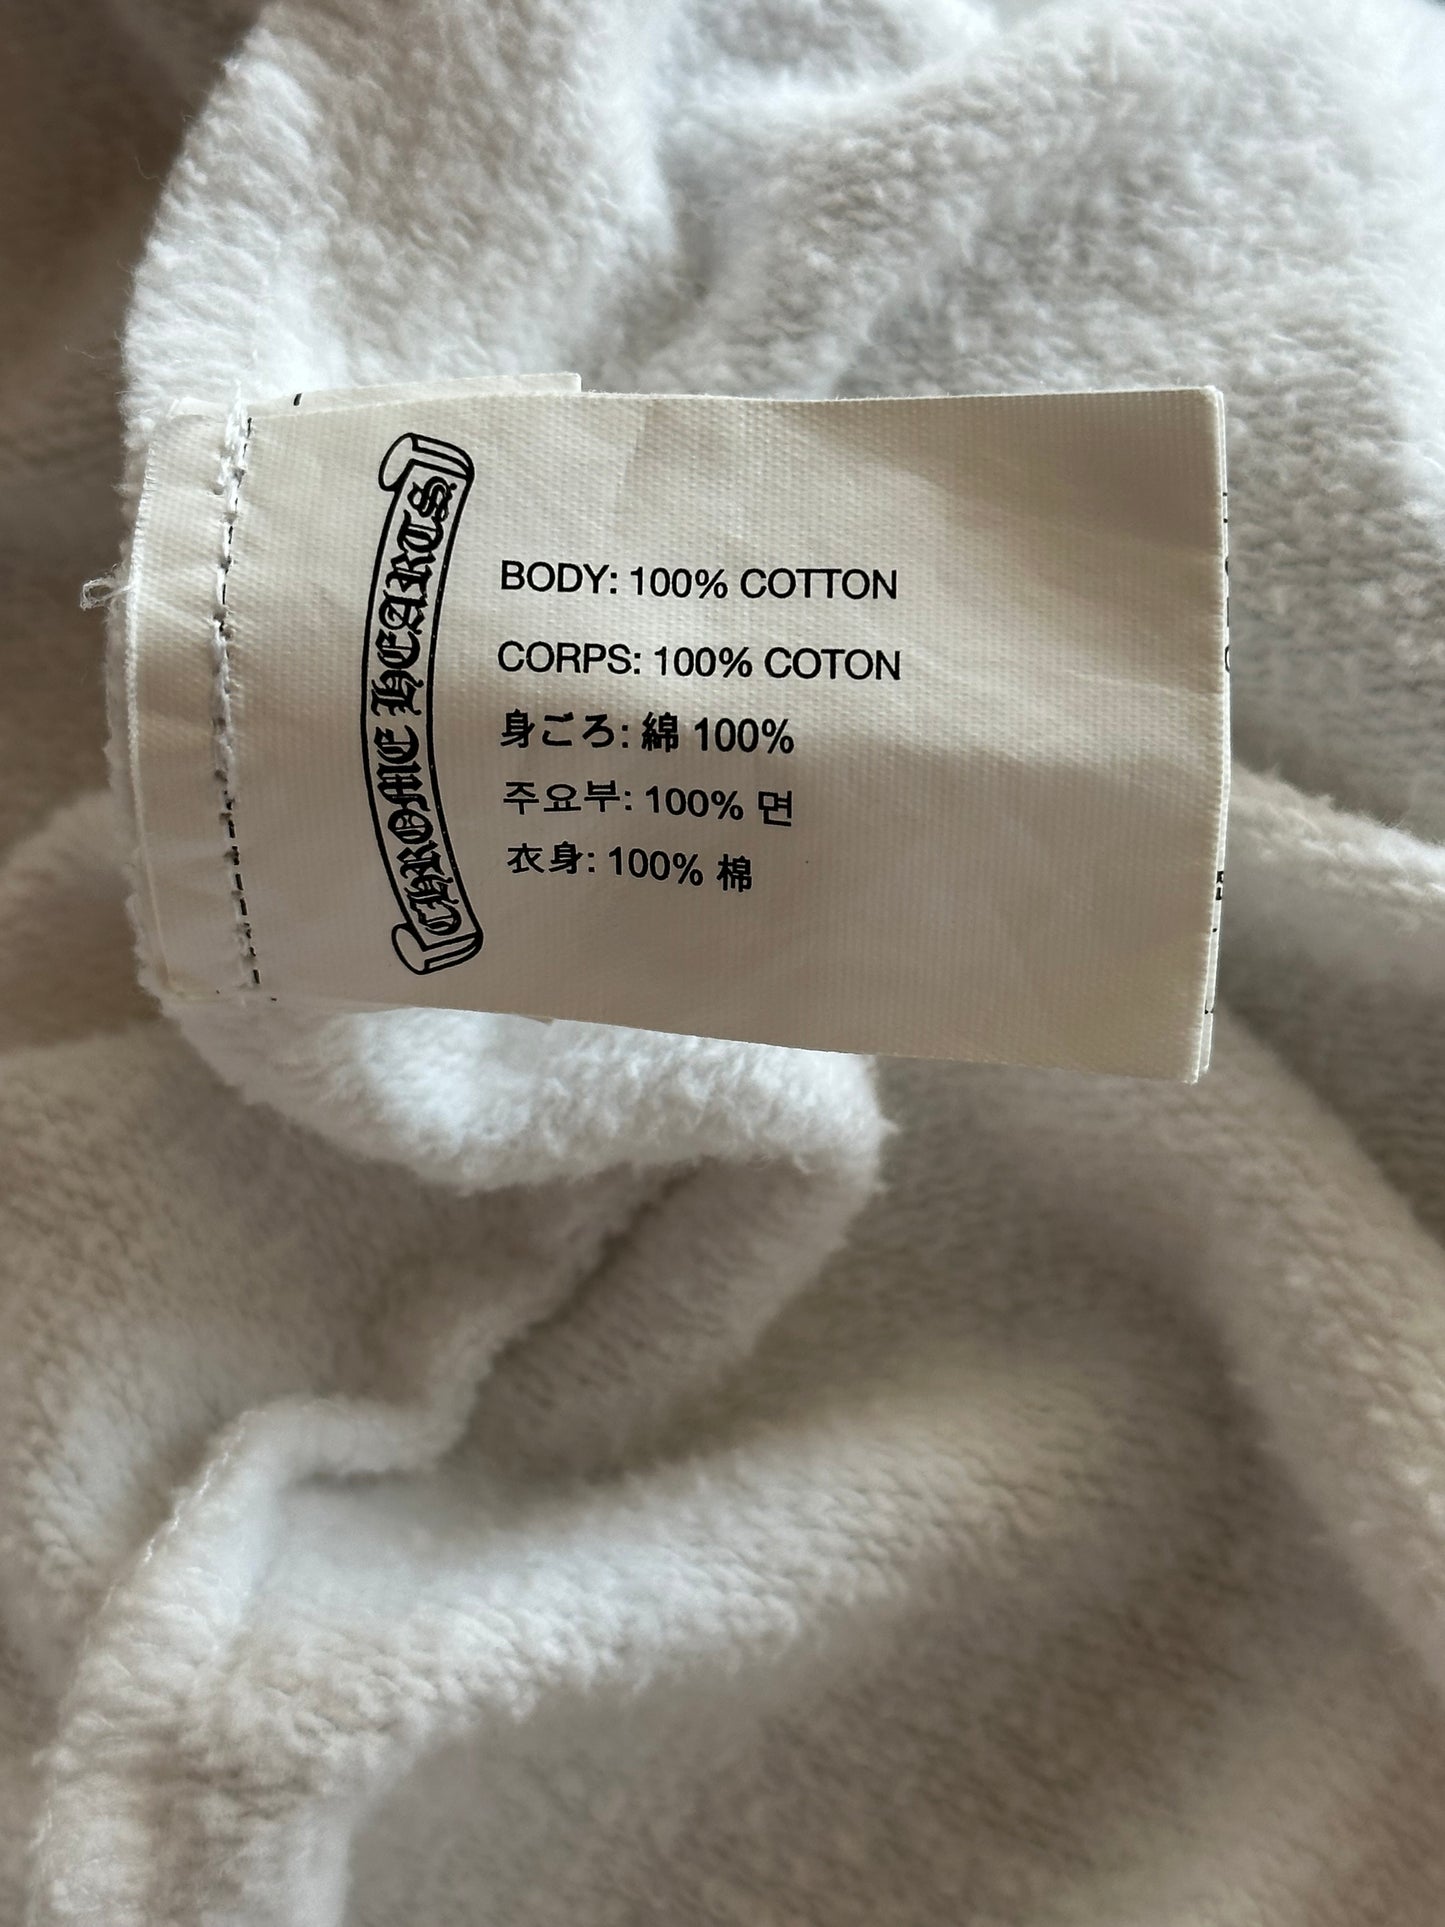 CHROME HEARTS
BODY: 100% COTTON
CORPS: 100% COTON
身ごろ: 綿 100%
주요부: 100% 면
衣身: 100% 棉